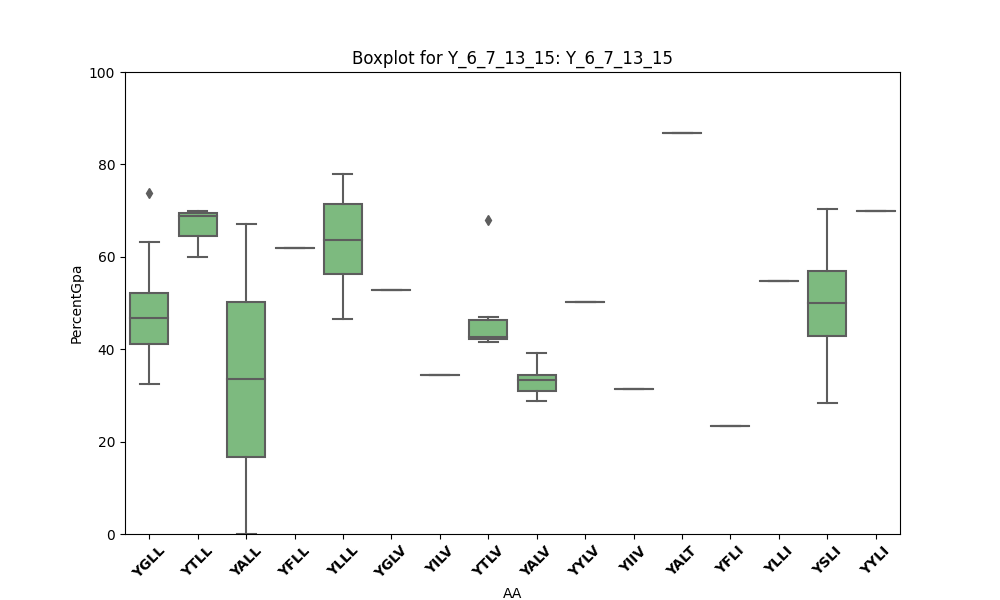 Boxplot for Y_6_7_13_15: Y_6_7_13_15
100
80
60
40
20
0
PercentGpa
YGLL
YTLL
YALL
YFLL
YLLL
YGLV
YILV
YTLV
YALV
YYLV
YIIV
YALT
YFLI
YLLI
YSLI
YYLI
AA